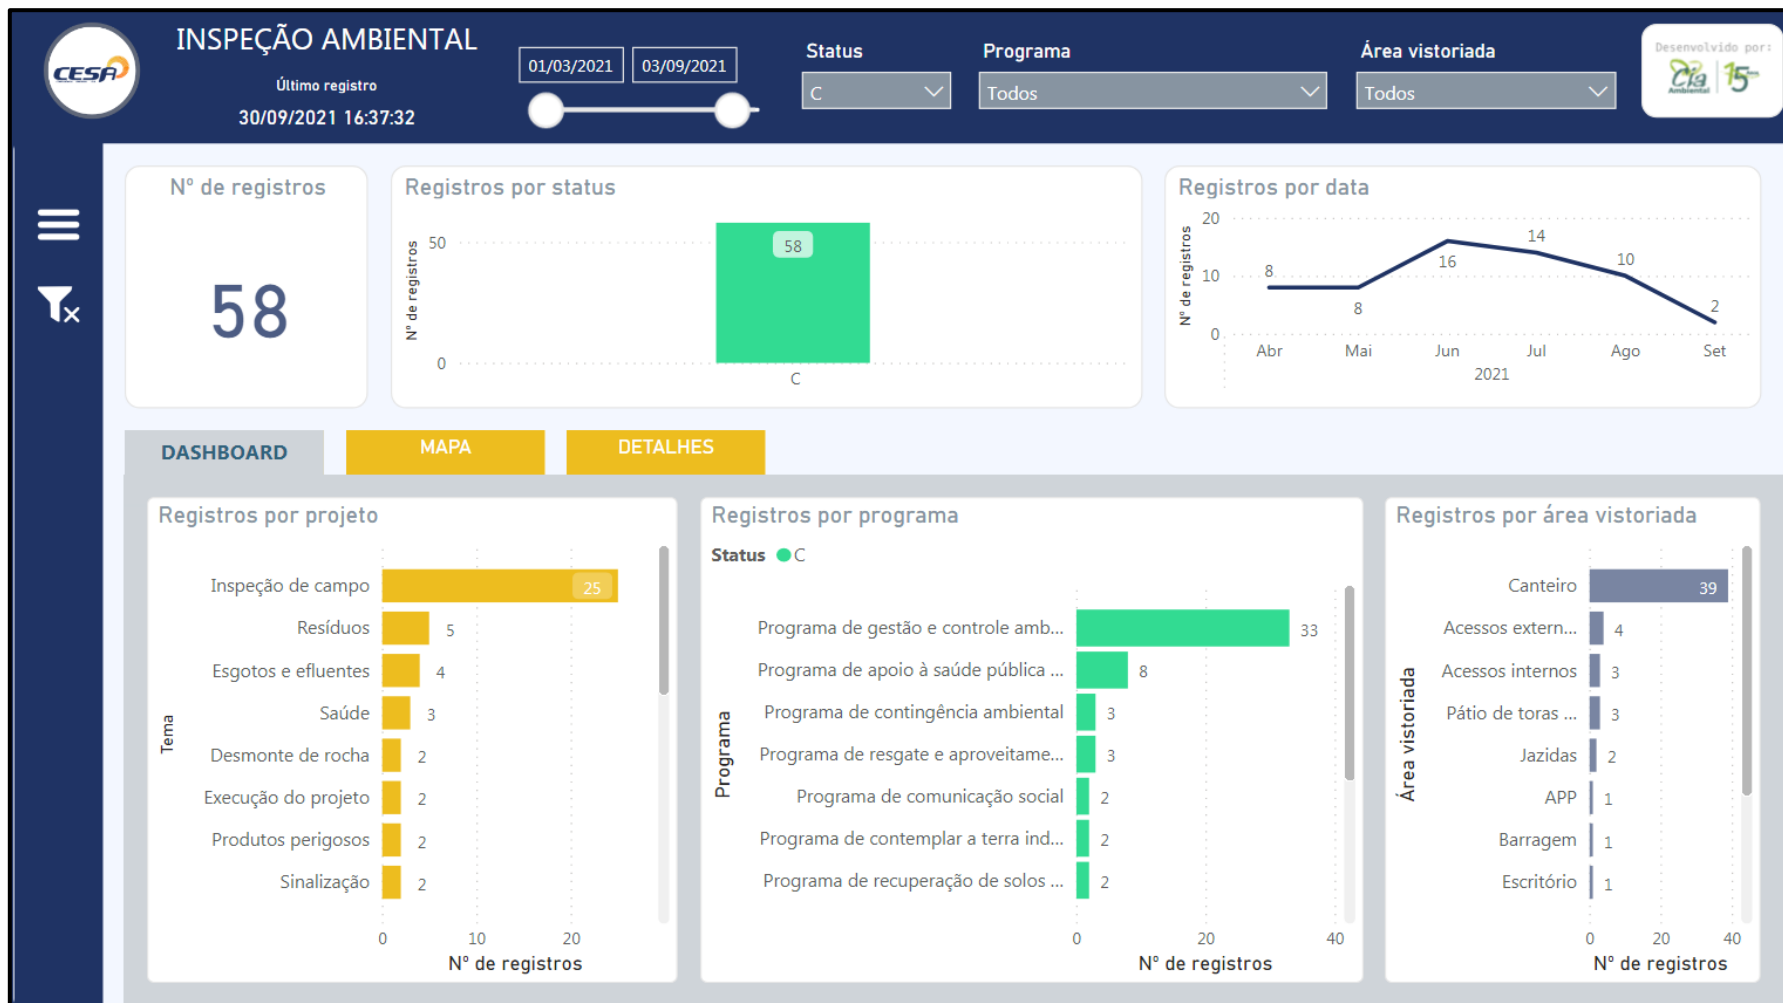 CESA
INSPEÇÃO AMBIENTAL
Último registro
30/09/2021 16:37:32
01/03/2021
03/09/2021
Status
C
Programa
Todos
Área vistoriada
Todos
Desenvolvido por:
Cia
Ambiental
15
Nº de registros
58
Registros por status
Nº de registros
50
0
58
C
Registros por data
Nº de registros
20
10
0
8
8
16
14
10
2
Abr
Mai
Jun
Jul
Ago
Set
2021
DASHBOARD
MAPA
DETALHES
Registros por projeto
Tema
Inspeção de campo 25
Resíduos 5
Esgotos e efluentes 4
Saúde 3
Desmonte de rocha 2
Execução do projeto 2
Produtos perigosos 2
Sinalização 2
0 10 20
Nº de registros
Registros por programa
Status C
Programa
Programa de gestão e controle amb... 33
Programa de apoio à saúde pública ... 8
Programa de contingência ambiental 3
Programa de resgate e aproveitame... 3
Programa de comunicação social 2
Programa de contemplar a terra ind... 2
Programa de recuperação de solos ... 2
0 20 40
Nº de registros
Registros por área vistoriada
Área vistoriada
Canteiro 39
Acessos extern... 4
Acessos internos 3
Pátio de toras ... 3
Jazidas 2
APP 1
Barragem 1
Escritório 1
0 20 40
Nº de registros